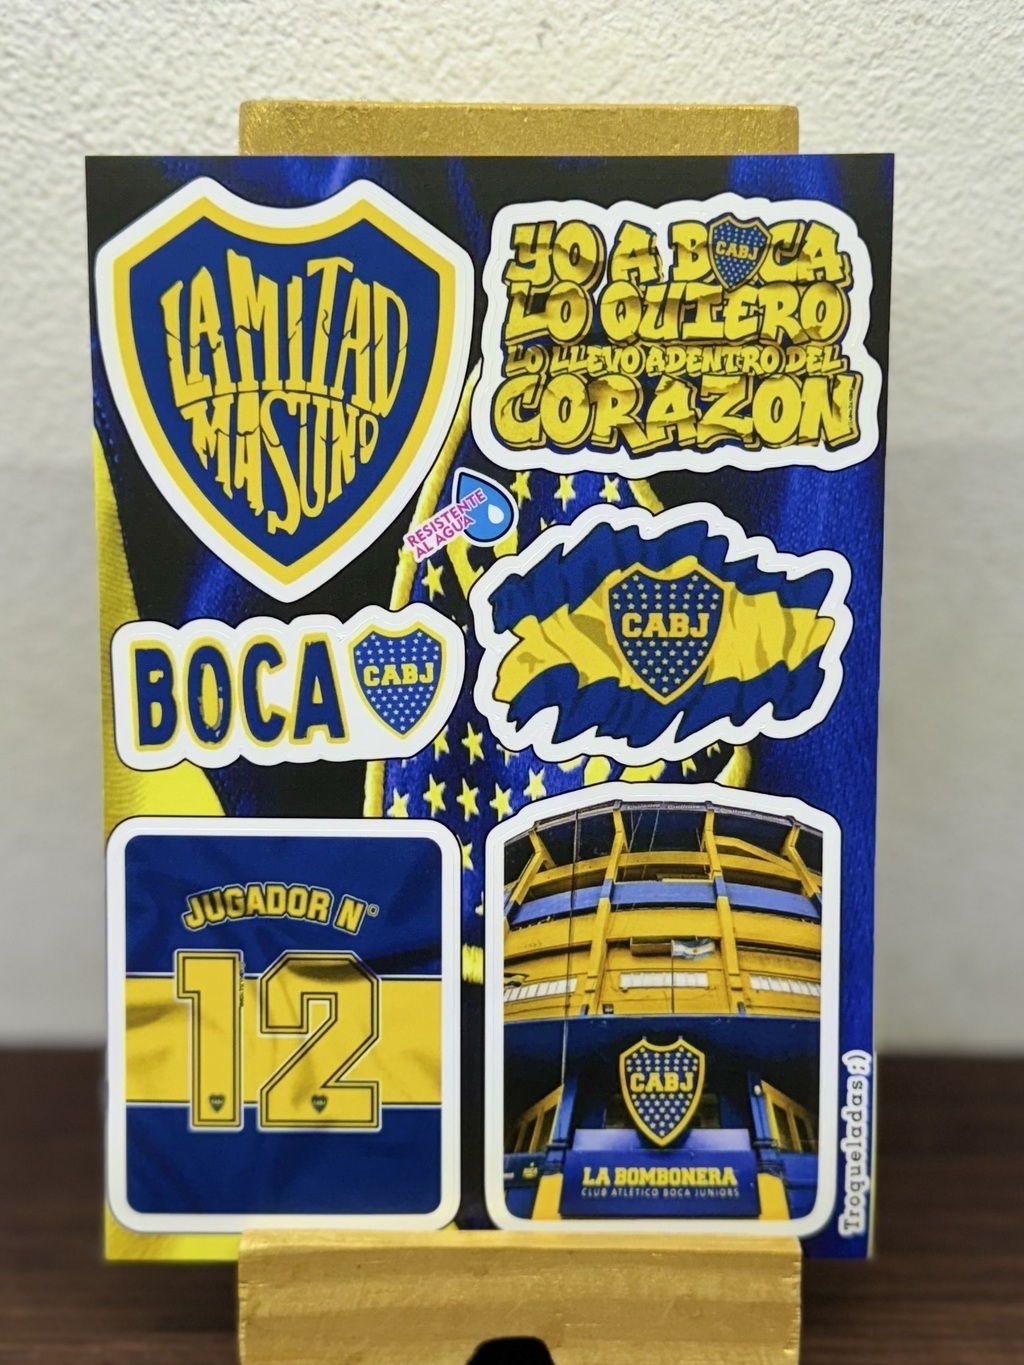 LA MITAD
MAS UNO
YO A BOCA
CABJ
LO QUIERO
LO LLEVO ADENTRO DEL
CORAZON
RESISTENTE
AL AGUA
BOCA
CABJ
CABJ
JUGADOR N°
12
CABJ
LA BOMBONERA
CLUB ATLÉTICO BOCA JUNIORS
Troqueladas ;)